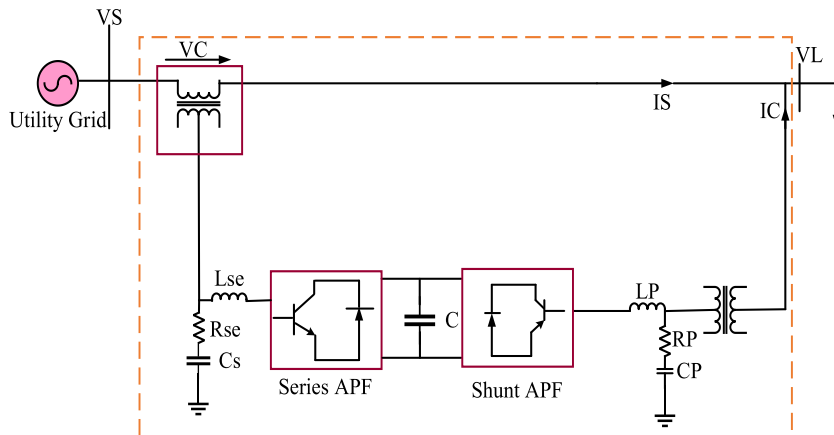 VS
VC
VL
Utility Grid
IS
IC
Lse
LP
Rse
C
RP
Cs
CP
Series APF
Shunt APF